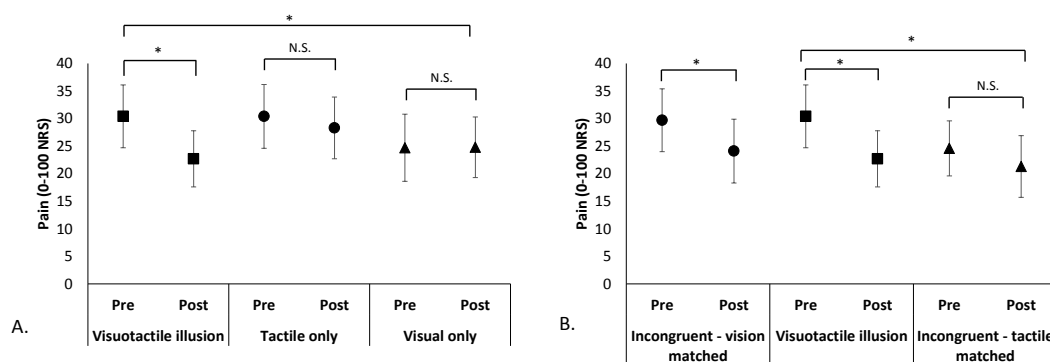 *
*
N.S.
N.S.
Pain (0-100 NRS)
40
35
30
25
20
15
10
5
0
Pre Post Pre Post Pre Post
Visuotactile illusion Tactile only Visual only
A.
*
*
*
N.S.
Pain (0-100 NRS)
40
35
30
25
20
15
10
5
0
Pre Post Pre Post Pre Post
Incongruent - vision matched Visuotactile illusion Incongruent - tactile matched
B.